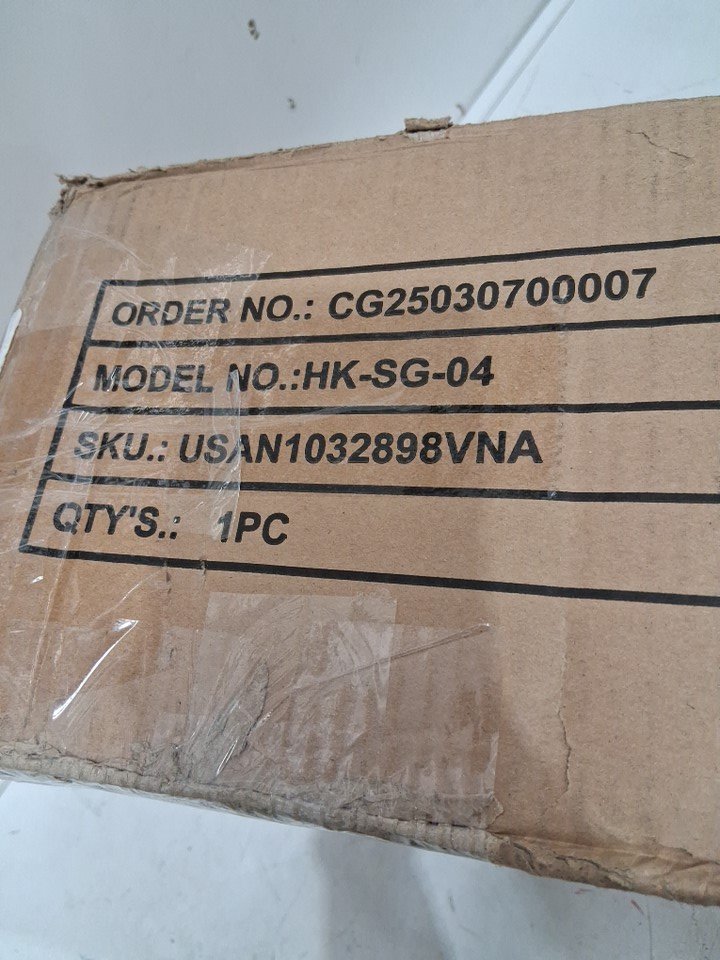 ORDER NO.: CG25030700007
MODEL NO.:HK-SG-04
SKU.: USAN1032898VNA
QTY'S.: 1PC